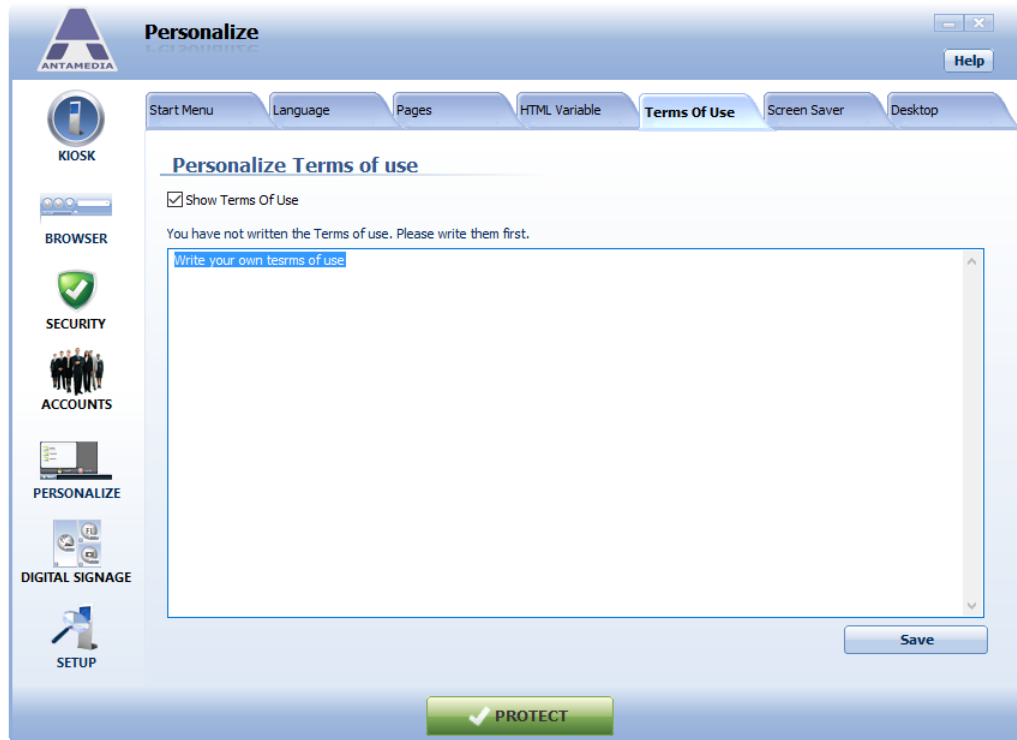 Personalize
ANTAMEDIA
Help
Start Menu
Language
Pages
HTML Variable
Terms Of Use
Screen Saver
Desktop
KIOSK
BROWSER
SECURITY
ACCOUNTS
PERSONALIZE
DIGITAL SIGNAGE
SETUP
Personalize Terms of use
Show Terms Of Use
You have not written the Terms of use. Please write them first.
Write your own tesrms of use
Save
PROTECT